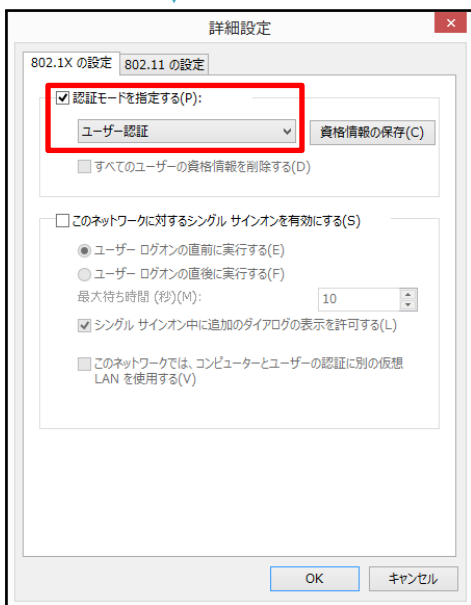 詳細設定
802.1X の設定 802.11 の設定
認証モードを指定する(P):
ユーザー認証 資格情報の保存(C)
すべてのユーザーの資格情報を削除する(D)
このネットワークに対するシングル サインオンを有効にする(S)
ユーザー ログオンの直前に実行する(E)
ユーザー ログオンの直後に実行する(F)
最大待ち時間 (秒)(M): 10
シングル サインオン中に追加のダイアログの表示を許可する(L)
このネットワークでは、コンピューターとユーザーの認証に別の仮想
LAN を使用する(V)
OK キャンセル